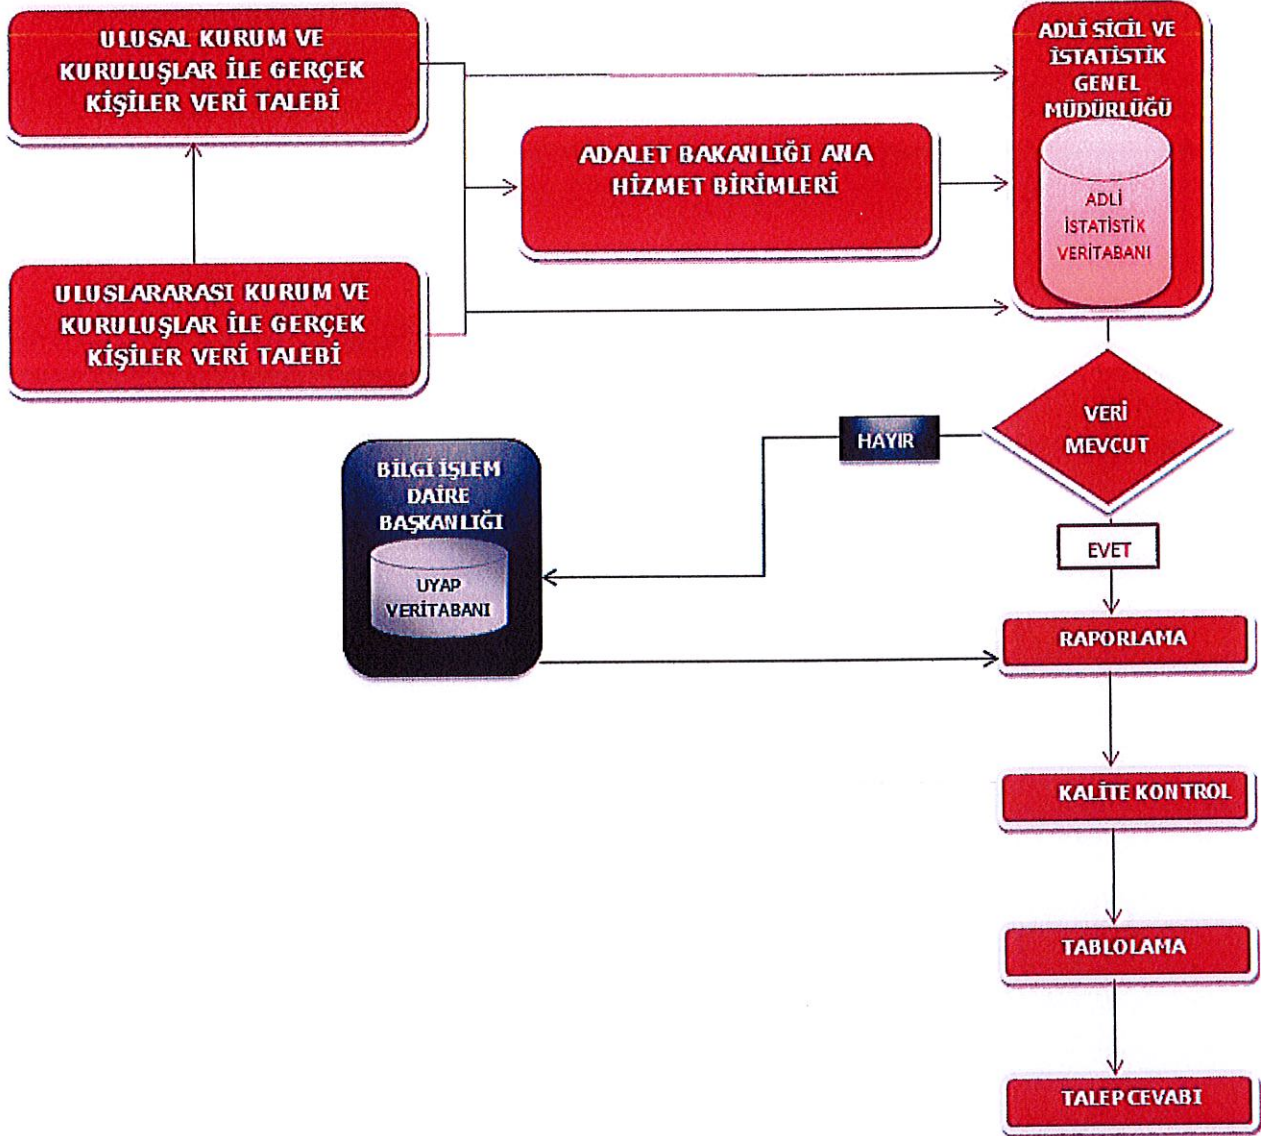 ULUSAL KURUM VE
KURULUŞLAR İLE GERÇEK
KİŞİLER VERİ TALEBİ
ADLİ SİCİL VE
İSTATİSTİK
GENEL
MÜDÜRLÜĞÜ
ADLİ
İSTATİSTİK
VERİTABANI
ADALET BAKANLIĞI ANA
HİZMET BİRİMLERİ
ULUSLARARASI KURUM VE
KURULUŞLAR İLE GERÇEK
KİŞİLER VERİ TALEBİ
VERİ
MEVCUT
HAYIR
BİLGİ İŞLEM
DAİRE
BAŞKANLIĞI
UYAP
VERİTABANI
EVET
RAPORLAMA
KALİTE KONTROL
TABLOLAMA
TALEP CEVABI